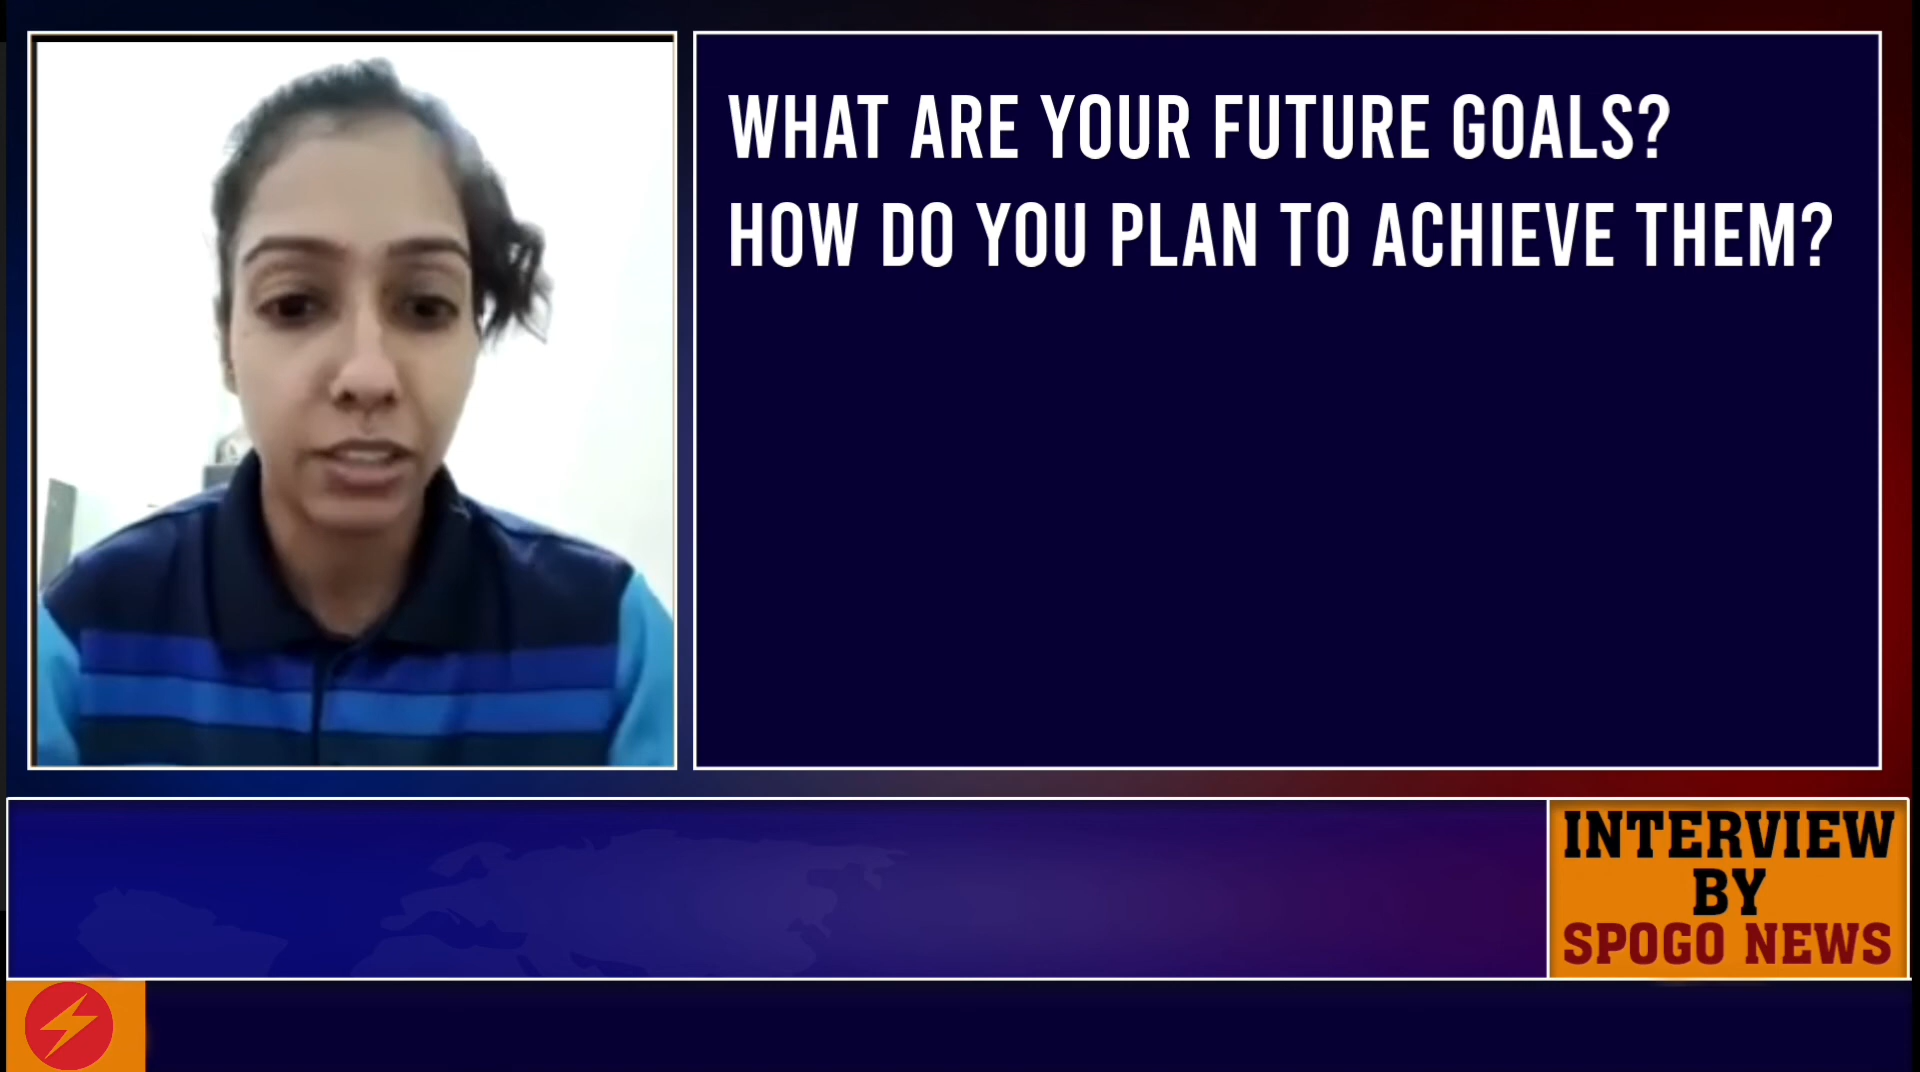 WHAT ARE YOUR FUTURE GOALS?
HOW DO YOU PLAN TO ACHIEVE THEM?
INTERVIEW
BY
SPOGO NEWS